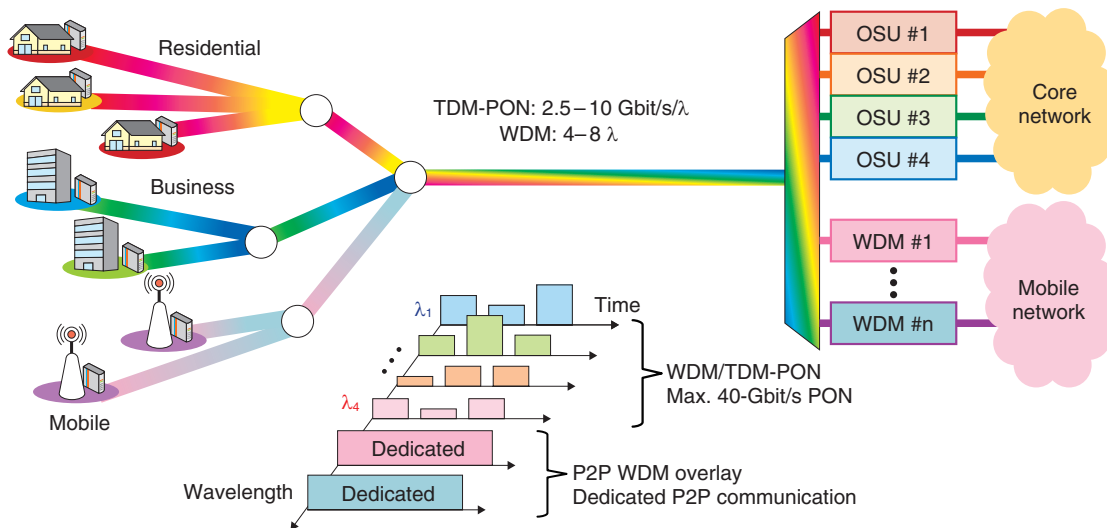 Residential
Business
Mobile
TDM-PON: 2.5–10 Gbit/s/λ
WDM: 4–8 λ
OSU #1
OSU #2
OSU #3
OSU #4
Core
network
WDM #1
WDM #n
Mobile
network
λ1
Time
λ4
WDM/TDM-PON
Max. 40-Gbit/s PON
Dedicated
Dedicated
Wavelength
P2P WDM overlay
Dedicated P2P communication